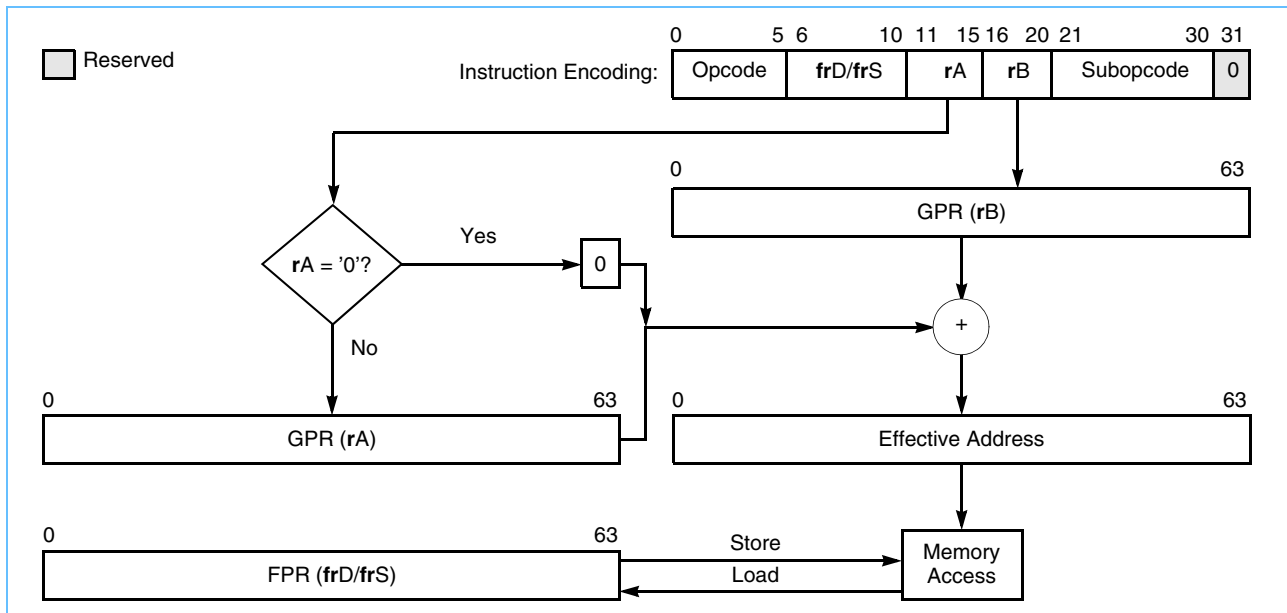 0 5 6 10 11 15 16 20 21 30 31
Reserved
Instruction Encoding: Opcode frD/frS rA rB Subopcode 0
0 63
GPR (rB)
Yes
rA = '0'? 0
+
No
0 63 0 63
GPR (rA) Effective Address
0 63
Store
Memory
Access
FPR (frD/frS)
Load